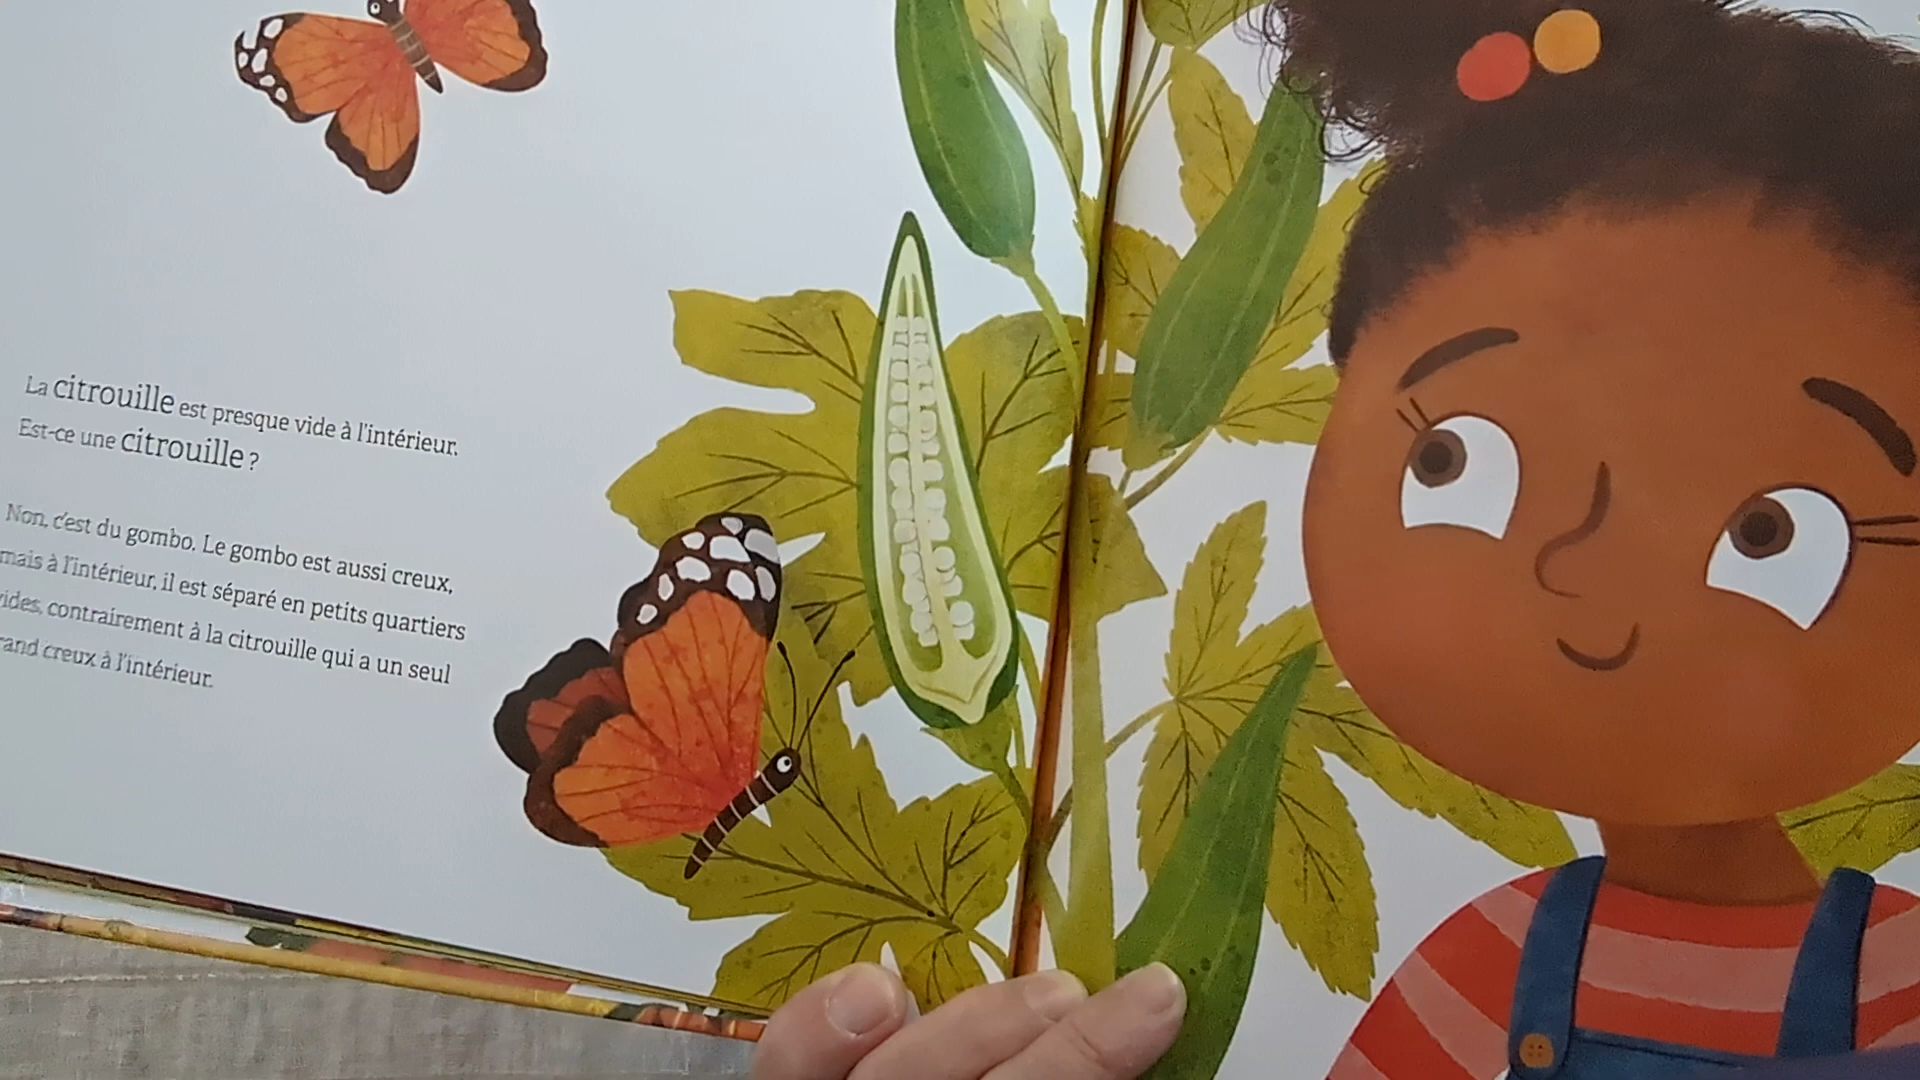 La citrouille est presque vide à l'intérieur.
Est-ce une citrouille ?
Non, c'est du gombo. Le gombo est aussi creux,
mais à l'intérieur, il est séparé en petits quartiers
vides, contrairement à la citrouille qui a un seul
grand creux à l'intérieur.